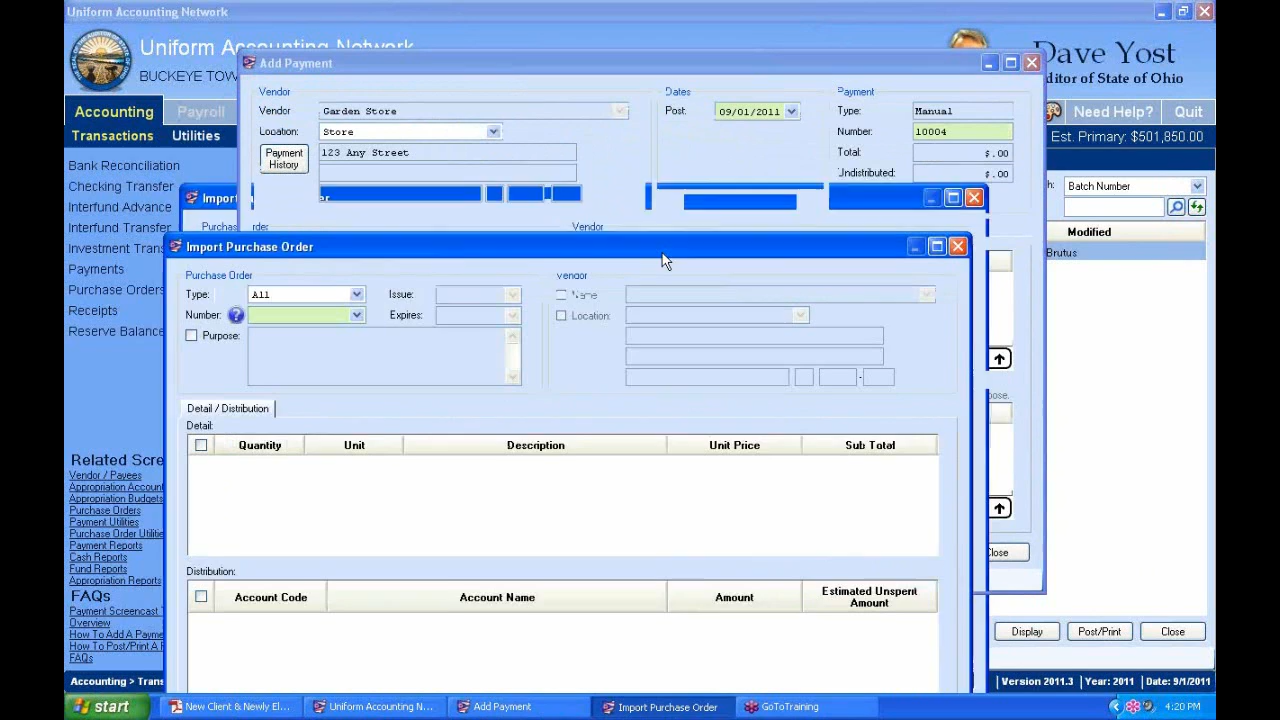 Uniform Accounting Network
Uniform Accounting Network
BUCKEYE TOW
Dave Yost
ditor of State of Ohio
Accounting
Payroll
Need Help?
Quit
Transactions
Utilities
Est. Primary: $501,850.00
Add Payment
Vendor
Dates
Payment
Vendor
Garden Store
Post:
09/01/2011
Type:
Manual
Location:
Store
Number:
10004
Payment History
123 Any Street
Total:
$.00
Undistributed:
$.00
Bank Reconciliation
Checking Transfer
Interfund Advance
Interfund Transfer
Investment Tran
Payments
Purchase Orders
Receipts
Reserve Balance
h:
Batch Number
Modified
Brutus
Import
Purchas
rder
Vendor
Import Purchase Order
Purchase Order
Vendor
Type:
All
Issue:
Name
Number:
Expires:
Location:
Purpose:
pose.
Detail / Distribution
Detail:
Quantity
Unit
Description
Unit Price
Sub Total
Distribution:
Account Code
Account Name
Amount
Estimated Unspent Amount
Related Scre
Vendor / Payees
Appropriation Account
Appropriation Budgets
Purchase Orders
Payment Utilities
Purchase Order Utilitie
Payment Reports
Cash Reports
Fund Reports
Appropriation Reports
FAQs
Payment Screencast
Overview
How To Add A Payme
How To Post/Print A P
FAQs
Close
Display
Post/Print
Close
Accounting > Trans
Version 2011.3
Year: 2011
Date: 9/1/2011
start
New Client & Newly El...
Uniform Accounting N...
Add Payment
Import Purchase Order
GoToTraining
4:20 PM